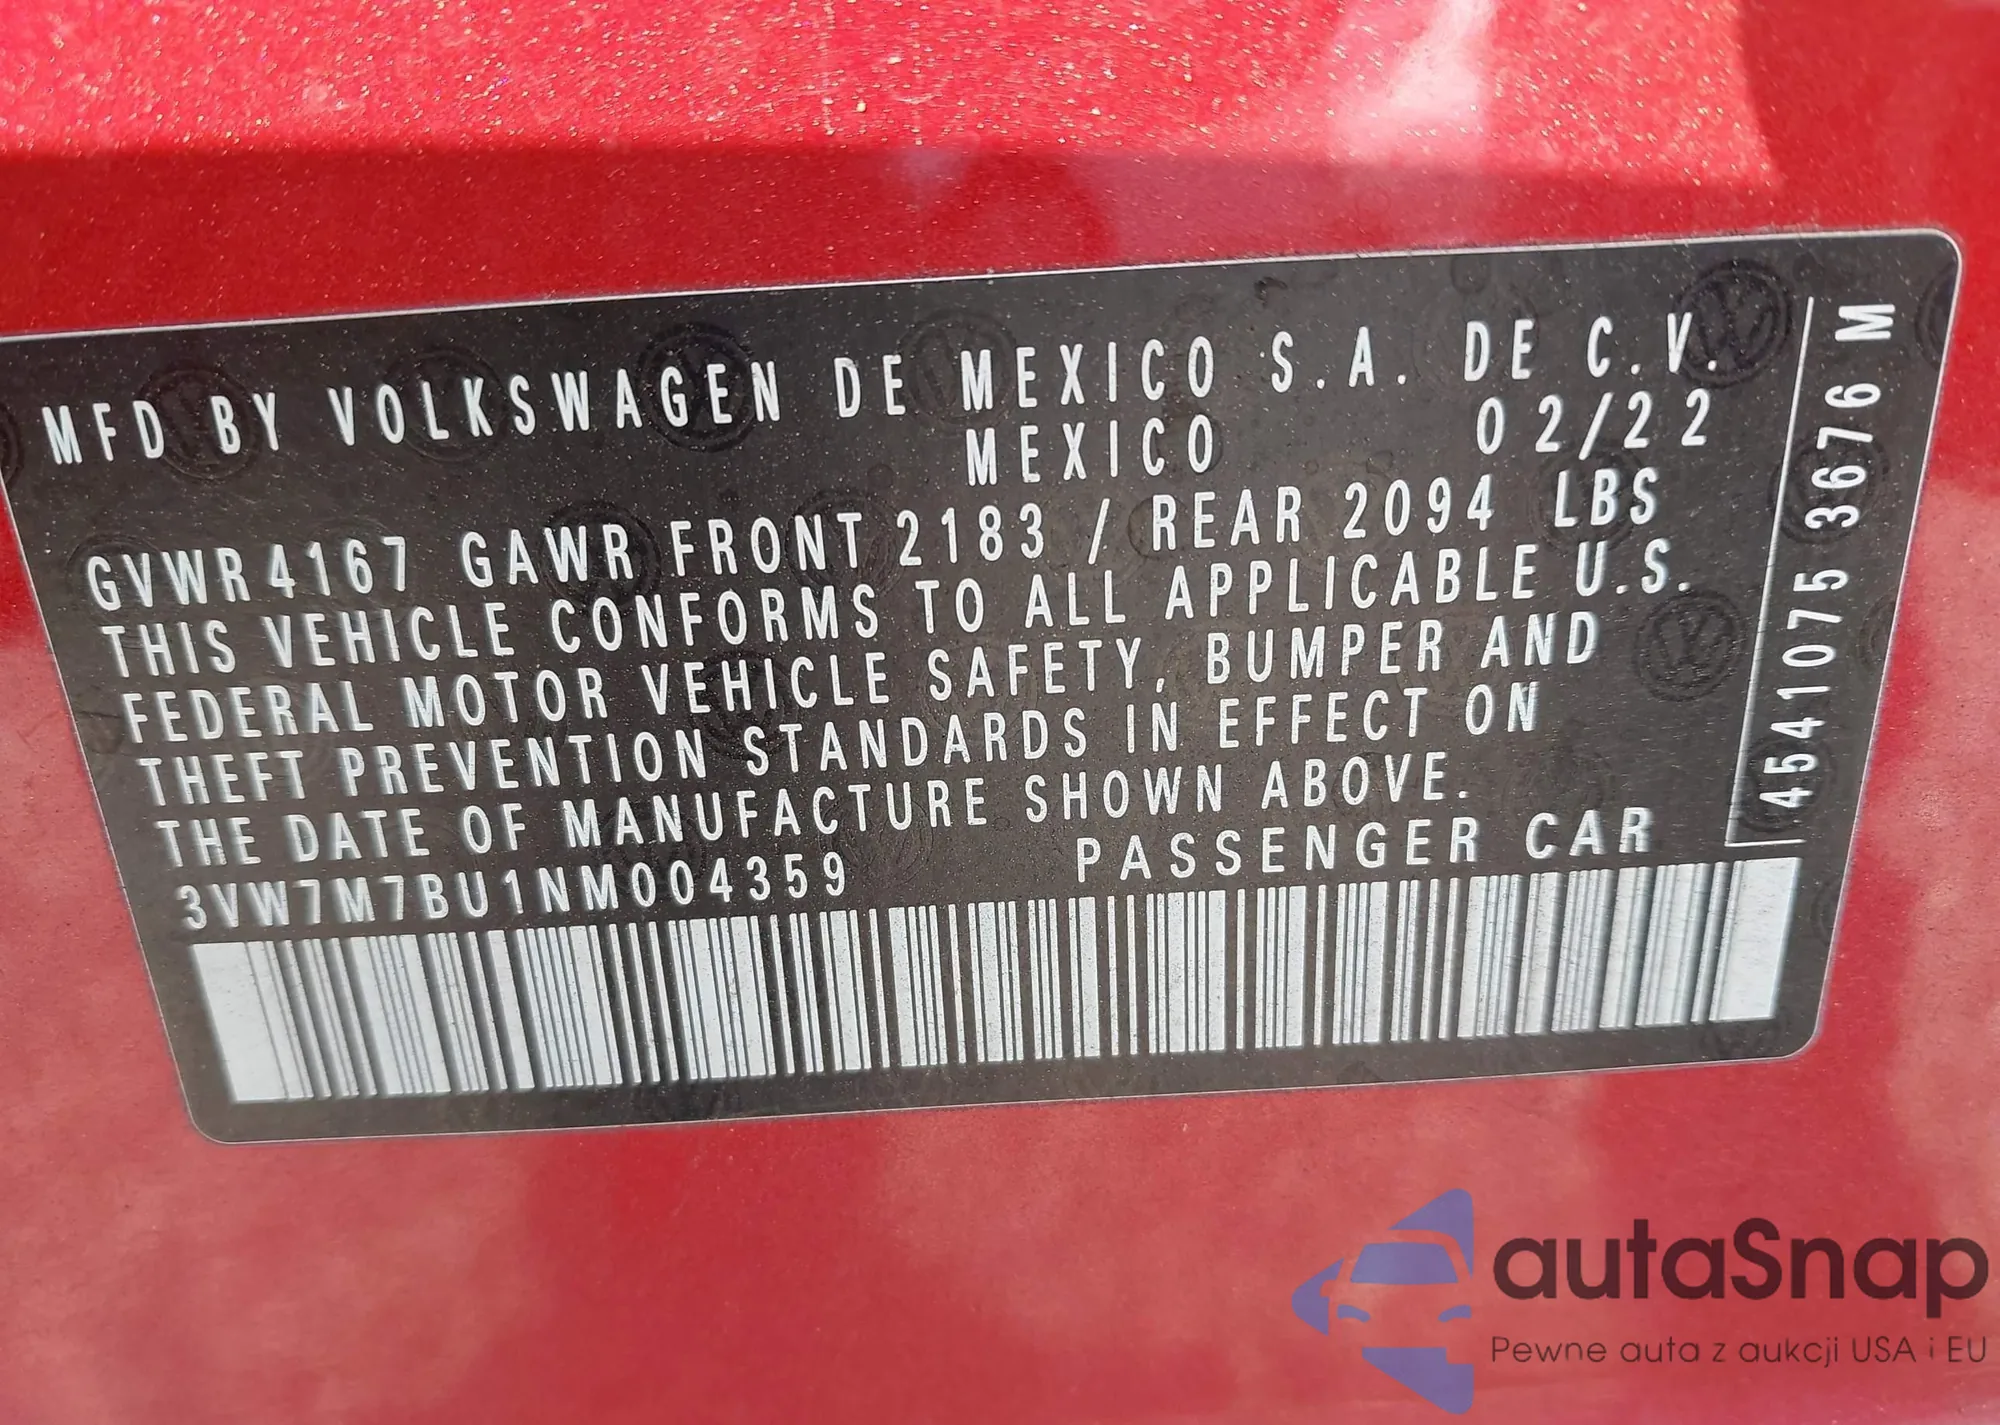 MFD BY VOLKSWAGEN DE MEXICO S.A. DE C.V.
MEXICO 02/22
GVWR 4167 GAWR FRONT 2183 / REAR 2094 LBS
THIS VEHICLE CONFORMS TO ALL APPLICABLE U.S.
FEDERAL MOTOR VEHICLE SAFETY, BUMPER AND
THEFT PREVENTION STANDARDS IN EFFECT ON
THE DATE OF MANUFACTURE SHOWN ABOVE.
3VW7M7BU1NM004359 PASSENGER CAR
4541075 3676 M
autaSnap
Pewne auta z aukcji USA i EU